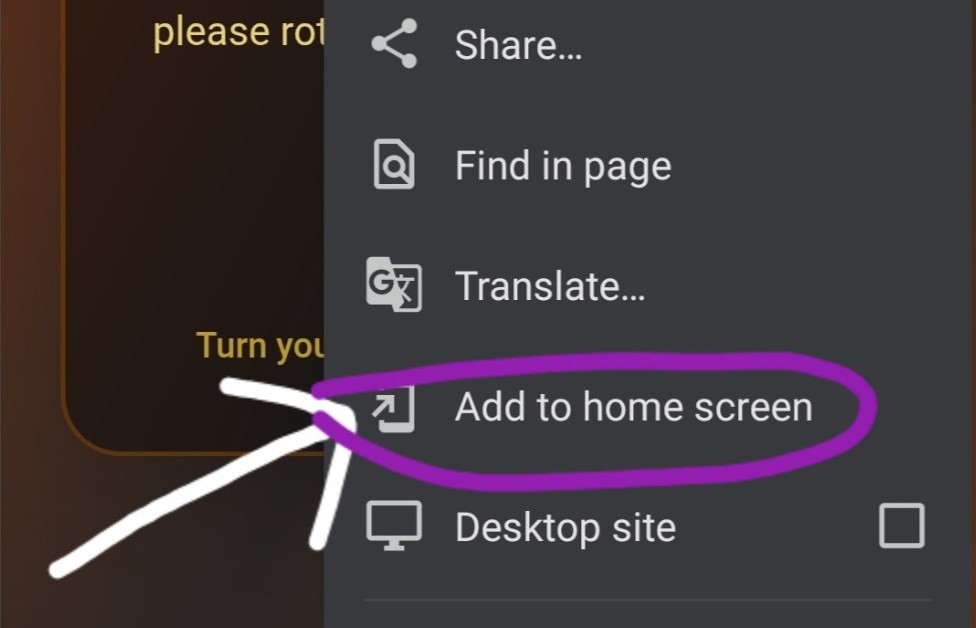 please rot
Share...
Find in page
Translate...
Turn you
Add to home screen
Desktop site